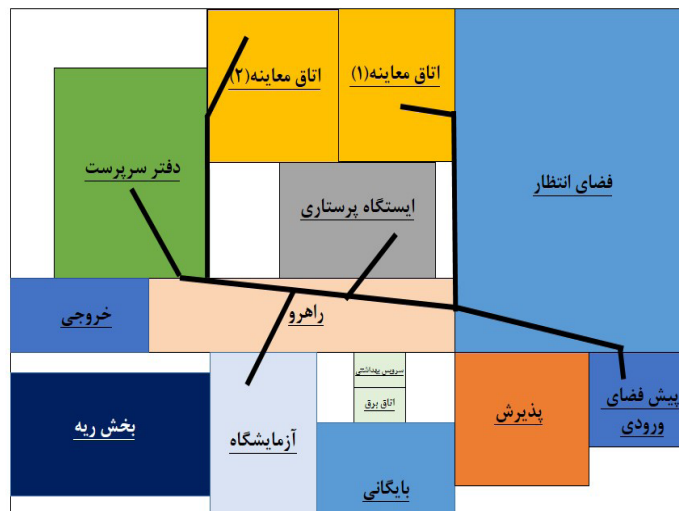 اتاق معاینه(۱)
اتاق معاینه(۲)
دفتر سرپرست
فضای انتظار
ایستگاه پرستاری
راهرو
خروجی
سرویس بهداشتی
اتاق برق
پیش فضای
ورودی
پذیرش
بایگانی
آزمایشگاه
بخش ریه